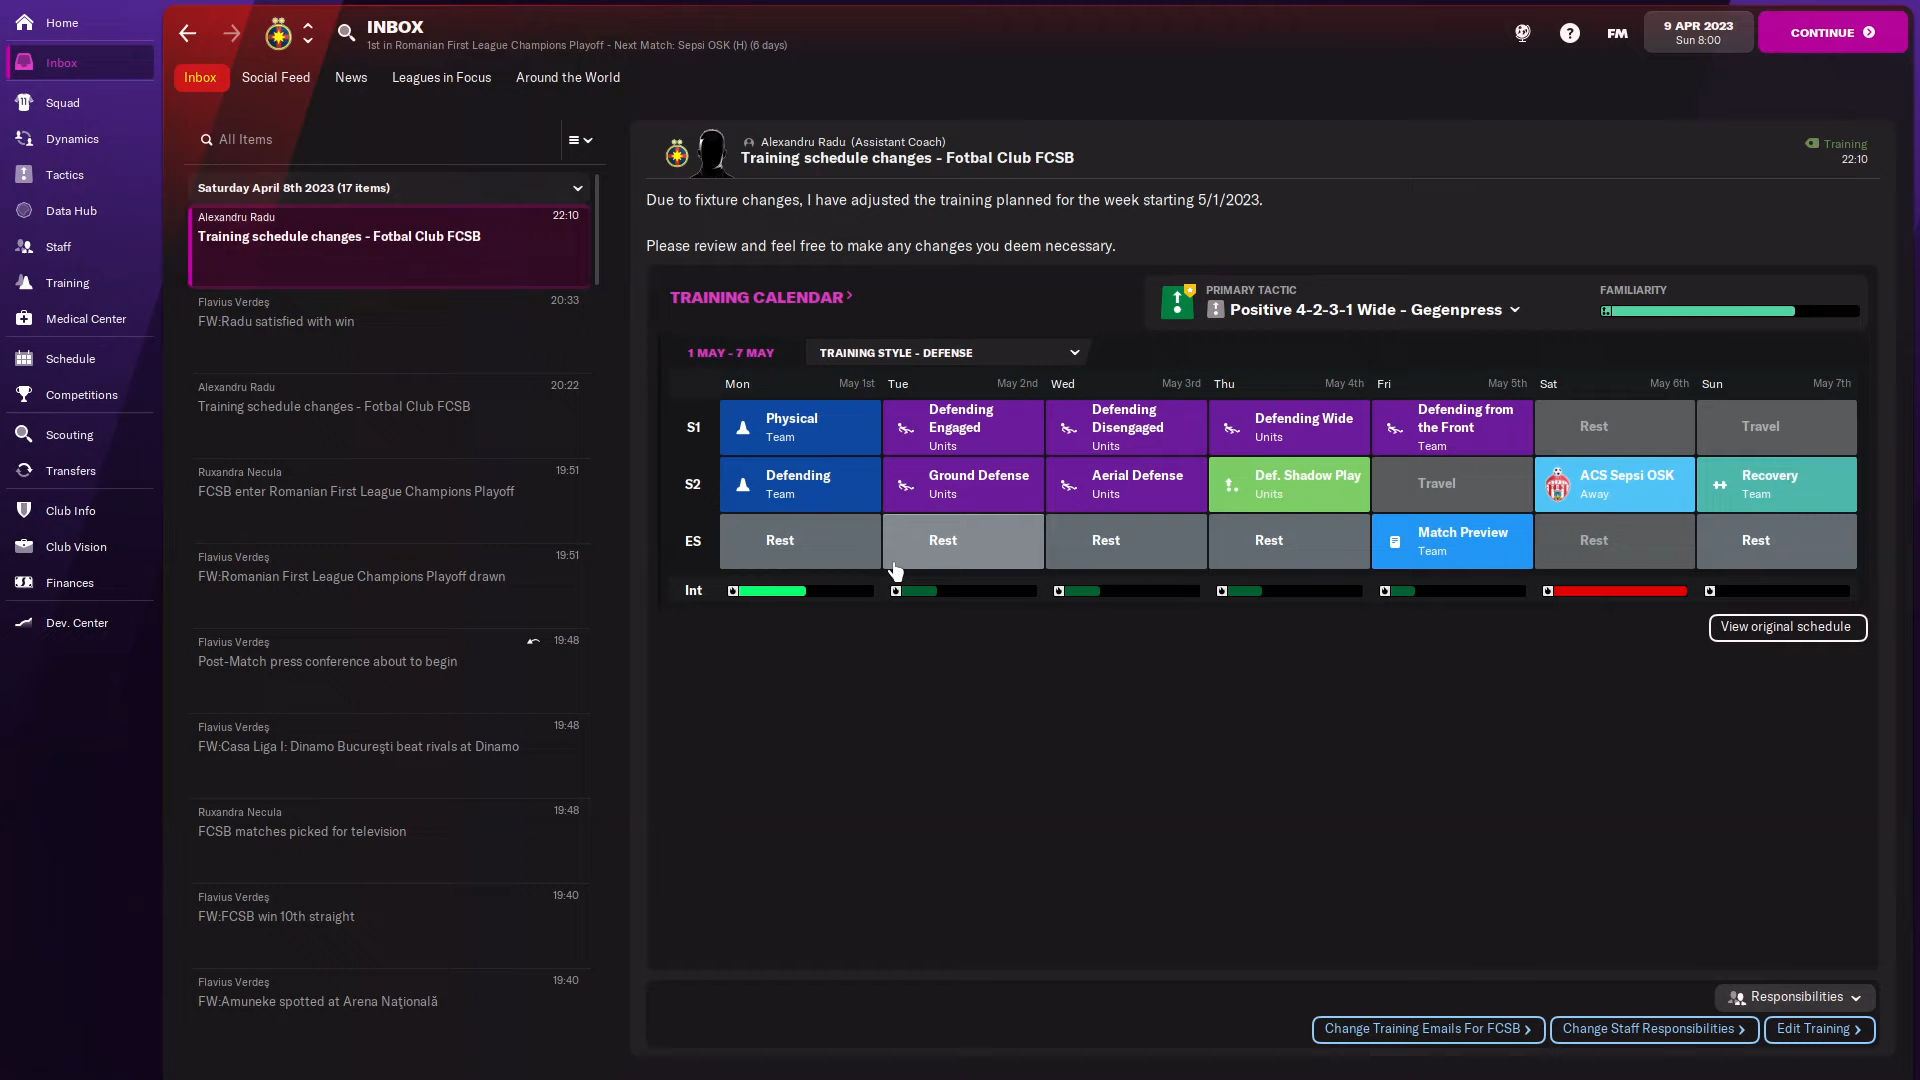 Home
Inbox
Squad
Dynamics
Tactics
Data Hub
Staff
Training
Medical Center
Schedule
Competitions
Scouting
Transfers
Club Info
Club Vision
Finances
Dev. Center
INBOX
1st in Romanian First League Champions Playoff - Next Match: Sepsi OSK (H) (6 days)
FM
9 APR 2023
Sun 8:00
CONTINUE
Inbox Social Feed News Leagues in Focus Around the World
All Items
Saturday April 8th 2023 (17 items)
Alexandru Radu 22:10
Training schedule changes - Fotbal Club FCSB
Flavius Verdeş 20:33
FW:Radu satisfied with win
Alexandru Radu 20:22
Training schedule changes - Fotbal Club FCSB
Ruxandra Necula 19:51
FCSB enter Romanian First League Champions Playoff
Flavius Verdeş 19:51
FW:Romanian First League Champions Playoff drawn
Flavius Verdeş 19:48
Post-Match press conference about to begin
Flavius Verdeş 19:48
FW:Casa Liga I: Dinamo Bucureşti beat rivals at Dinamo
Ruxandra Necula 19:48
FCSB matches picked for television
Flavius Verdeş 19:40
FW:FCSB win 10th straight
Flavius Verdeş 19:40
FW:Amuneke spotted at Arena Naţională
Alexandru Radu (Assistant Coach)
Training schedule changes - Fotbal Club FCSB
Training
22:10
Due to fixture changes, I have adjusted the training planned for the week starting 5/1/2023.
Please review and feel free to make any changes you deem necessary.
TRAINING CALENDAR
PRIMARY TACTIC
Positive 4-2-3-1 Wide - Gegenpress
FAMILIARITY
1 MAY - 7 MAY
TRAINING STYLE - DEFENSE
Mon May 1st Tue May 2nd Wed May 3rd Thu May 4th Fri May 5th Sat May 6th Sun May 7th
S1
Physical
Team
Defending
Engaged
Units
Defending
Disengaged
Units
Defending Wide
Units
Defending from
the Front
Team
Rest
Travel
S2
Defending
Team
Ground Defense
Units
Aerial Defense
Units
Def. Shadow Play
Units
Travel
ACS Sepsi OSK
Away
Recovery
Team
ES
Rest
Rest
Rest
Rest
Match Preview
Team
Rest
Rest
Int
View original schedule
Responsibilities
Change Training Emails For FCSB
Change Staff Responsibilities
Edit Training